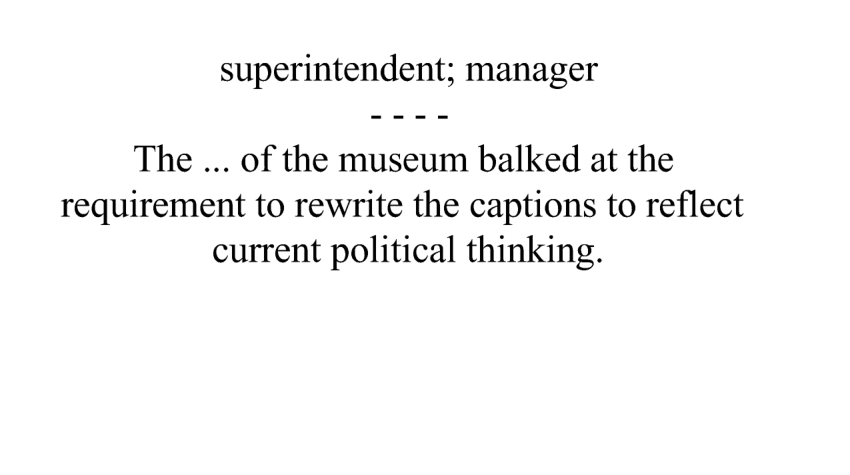 superintendent; manager
- - - -
The ... of the museum balked at the
requirement to rewrite the captions to reflect
current political thinking.